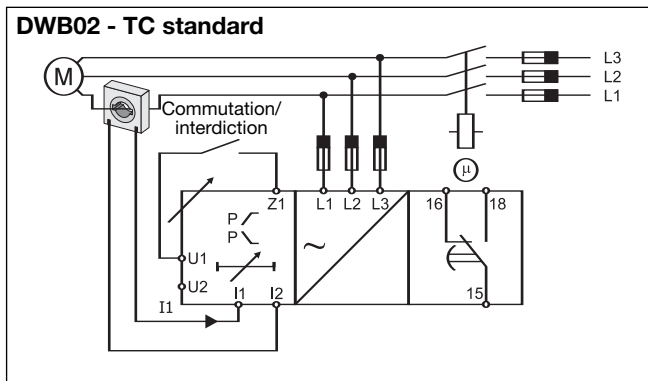 DWB02 - TC standard
M
L3
L2
L1
Commutation/
interdiction
µ
Z1
L1 L2 L3
16
18
P
P
~
U1
U2
I1
I1
I2
15